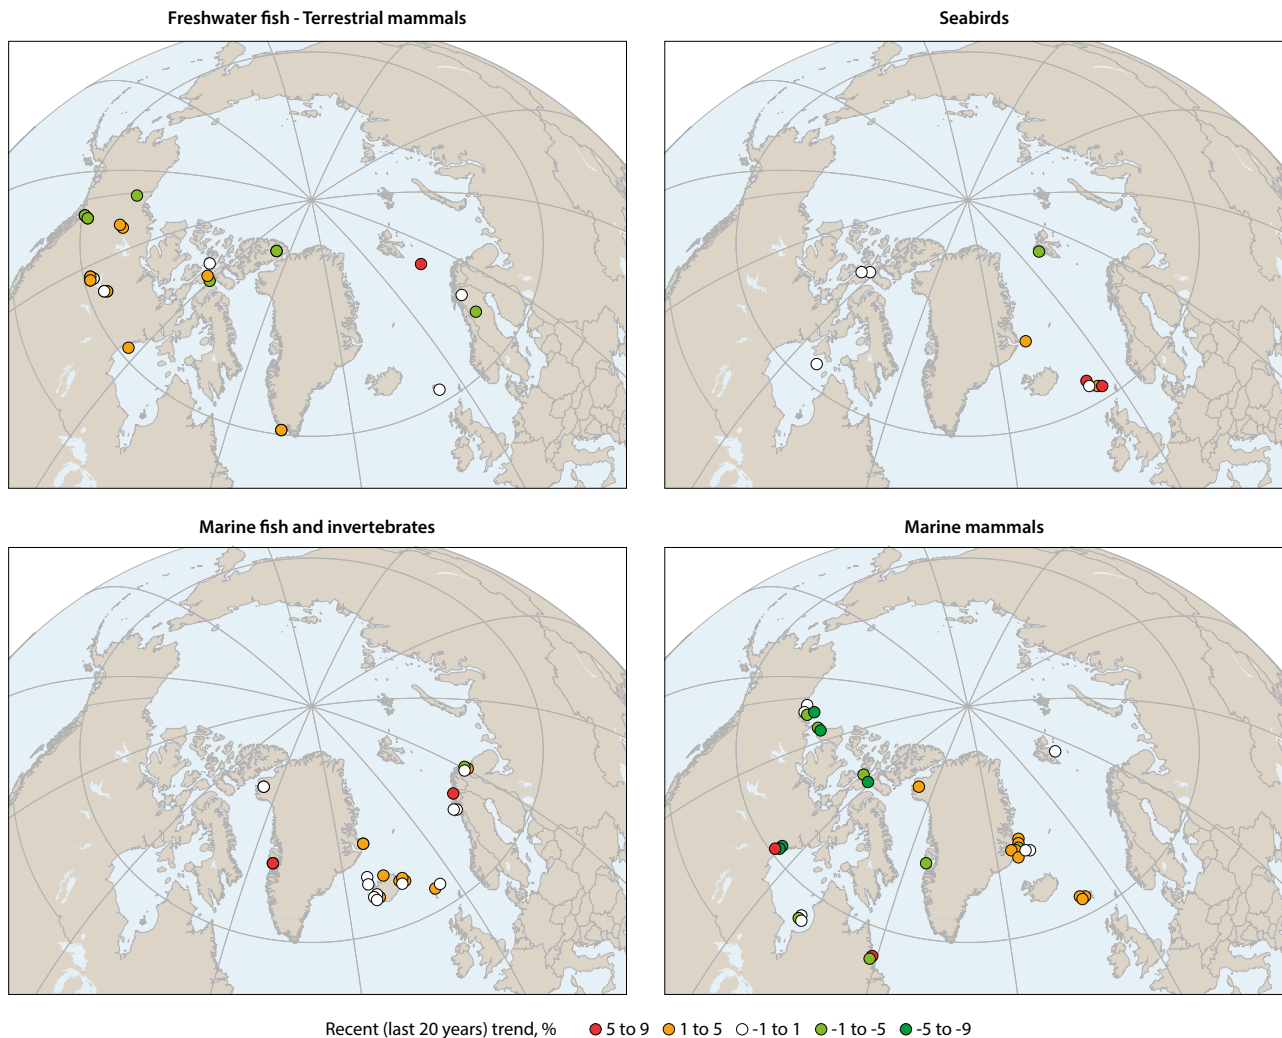 Freshwater fish - Terrestrial mammals
Seabirds
Marine fish and invertebrates
Marine mammals
Recent (last 20 years) trend, % 5 to 9 1 to 5 -1 to 1 -1 to -5 -5 to -9